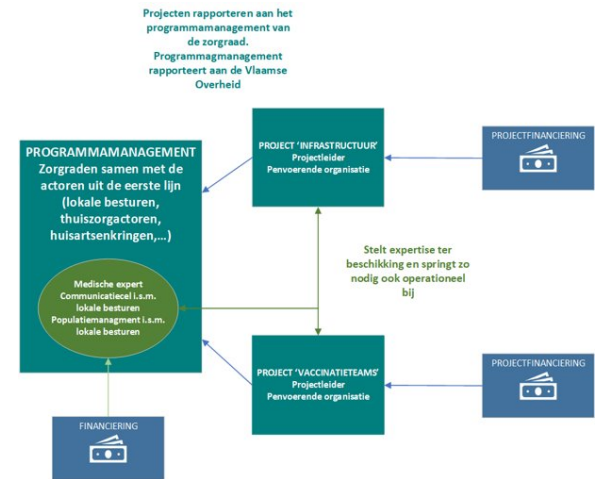 Projecten rapporteren aan het
programmamanagement van
de zorgraad.
Programmagmanagement
rapporteert aan de Vlaamse
Overheid
PROGRAMMAMANAGEMENT
Zorgraden samen met de
actoren uit de eerste lijn
(lokale besturen,
thuiszorgactoren,
huisartsenkringen,...)
Medische expert
Communicatiecel i.s.m.
lokale besturen
Populatiemanagment i.s.m.
lokale besturen
FINANCIERING
PROJECT ‘INFRASTRUCTUUR’
Projectleider
Penvoerende organisatie
PROJECTFINANCIERING
Stelt expertise ter
beschikking en springt zo
nodig ook operationeel
bij
PROJECT ‘VACCINATIETEAMS’
Projectleider
Penvoerende organisatie
PROJECTFINANCIERING